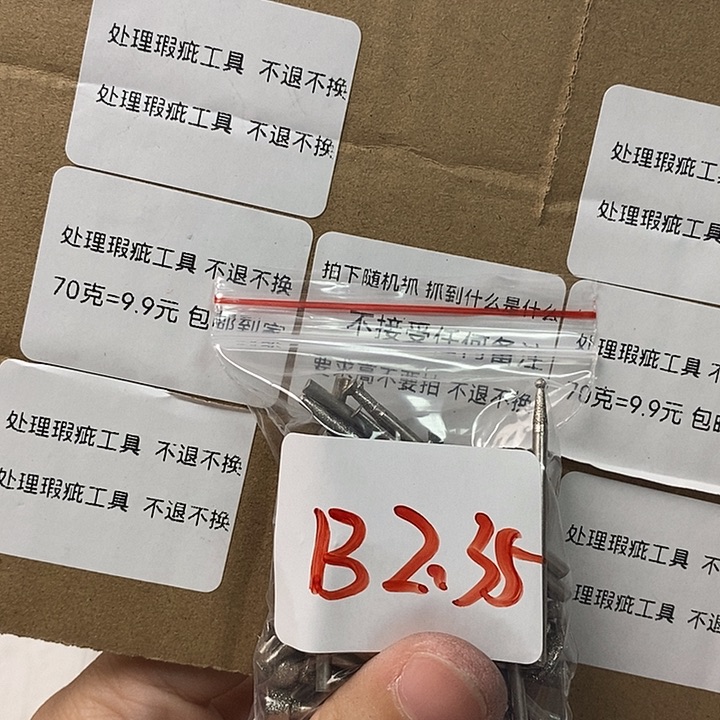 处理瑕疵工具 不退不换
处理瑕疵工具 不退不换
处理瑕疵工具 不退不换
70克=9.9元 包邮到家
拍下随机抓 抓到什么是什么
不接受任何备注
要求高不要拍 不退不换
处理瑕疵工
处理瑕疵工具
处理瑕疵工具 不
70克=9.9元 包邮
处理瑕疵工具 不退不换
处理瑕疵工具 不退不换
处理瑕疵工具 不
处理瑕疵工具 不退
B 2.35